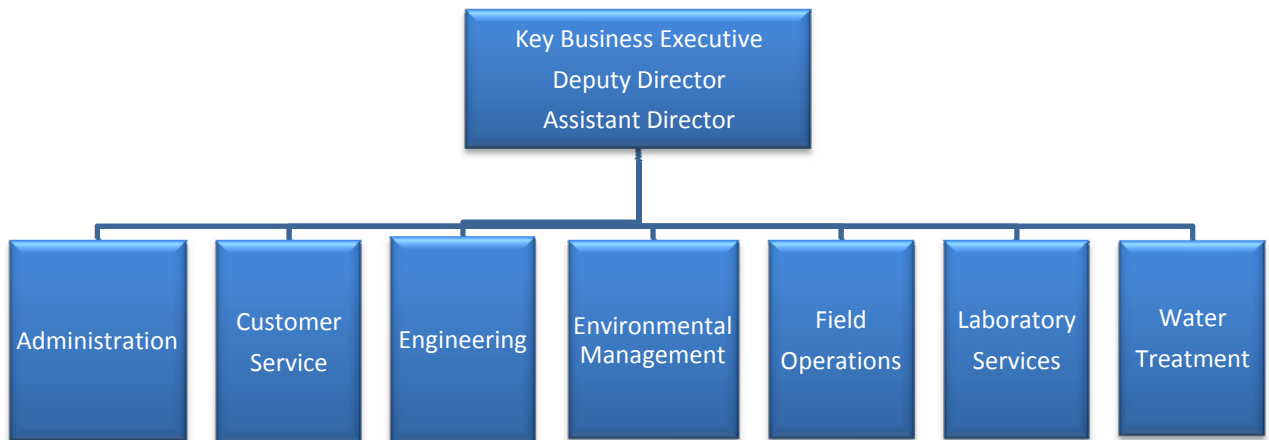 Key Business Executive
Deputy Director
Assistant Director
Administration
Customer
Service
Engineering
Environmental
Management
Field
Operations
Laboratory
Services
Water
Treatment